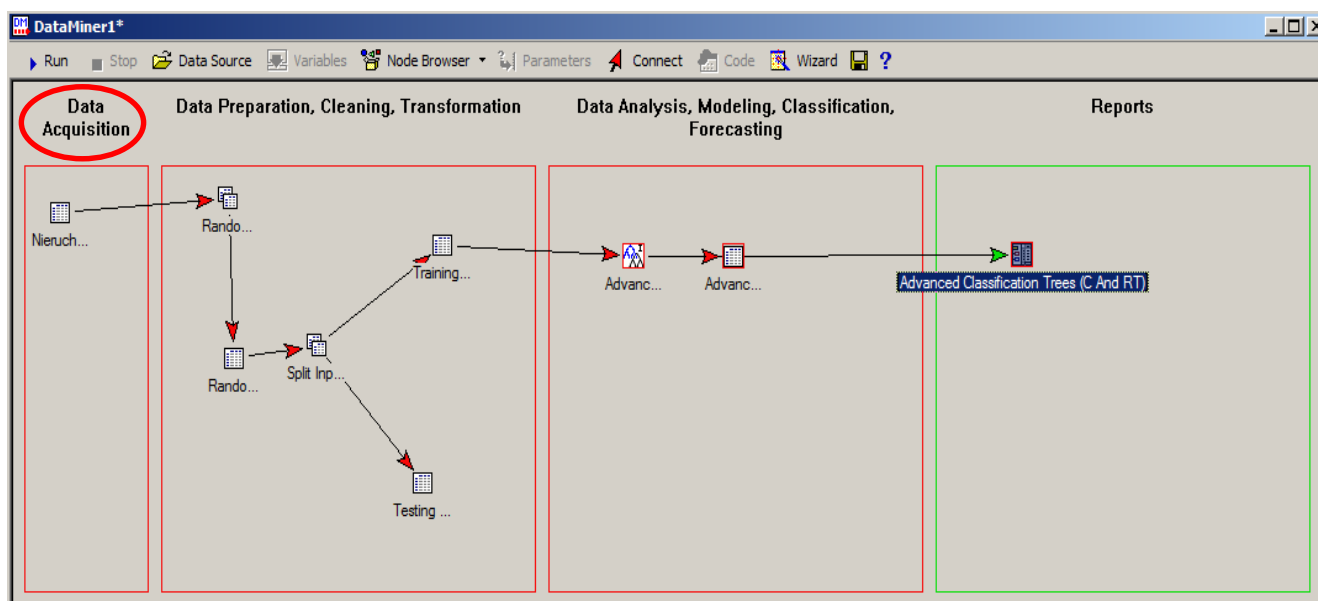 DataMiner1*
Run Stop Data Source Variables Node Browser Parameters Connect Code Wizard ?
Data
Acquisition
Data Preparation, Cleaning, Transformation
Data Analysis, Modeling, Classification,
Forecasting
Reports
Nieruch...
Rando...
Training...
Rando...
Split Inp...
Testing ...
Advanc...
Advanc...
Advanced Classification Trees (C And RT)